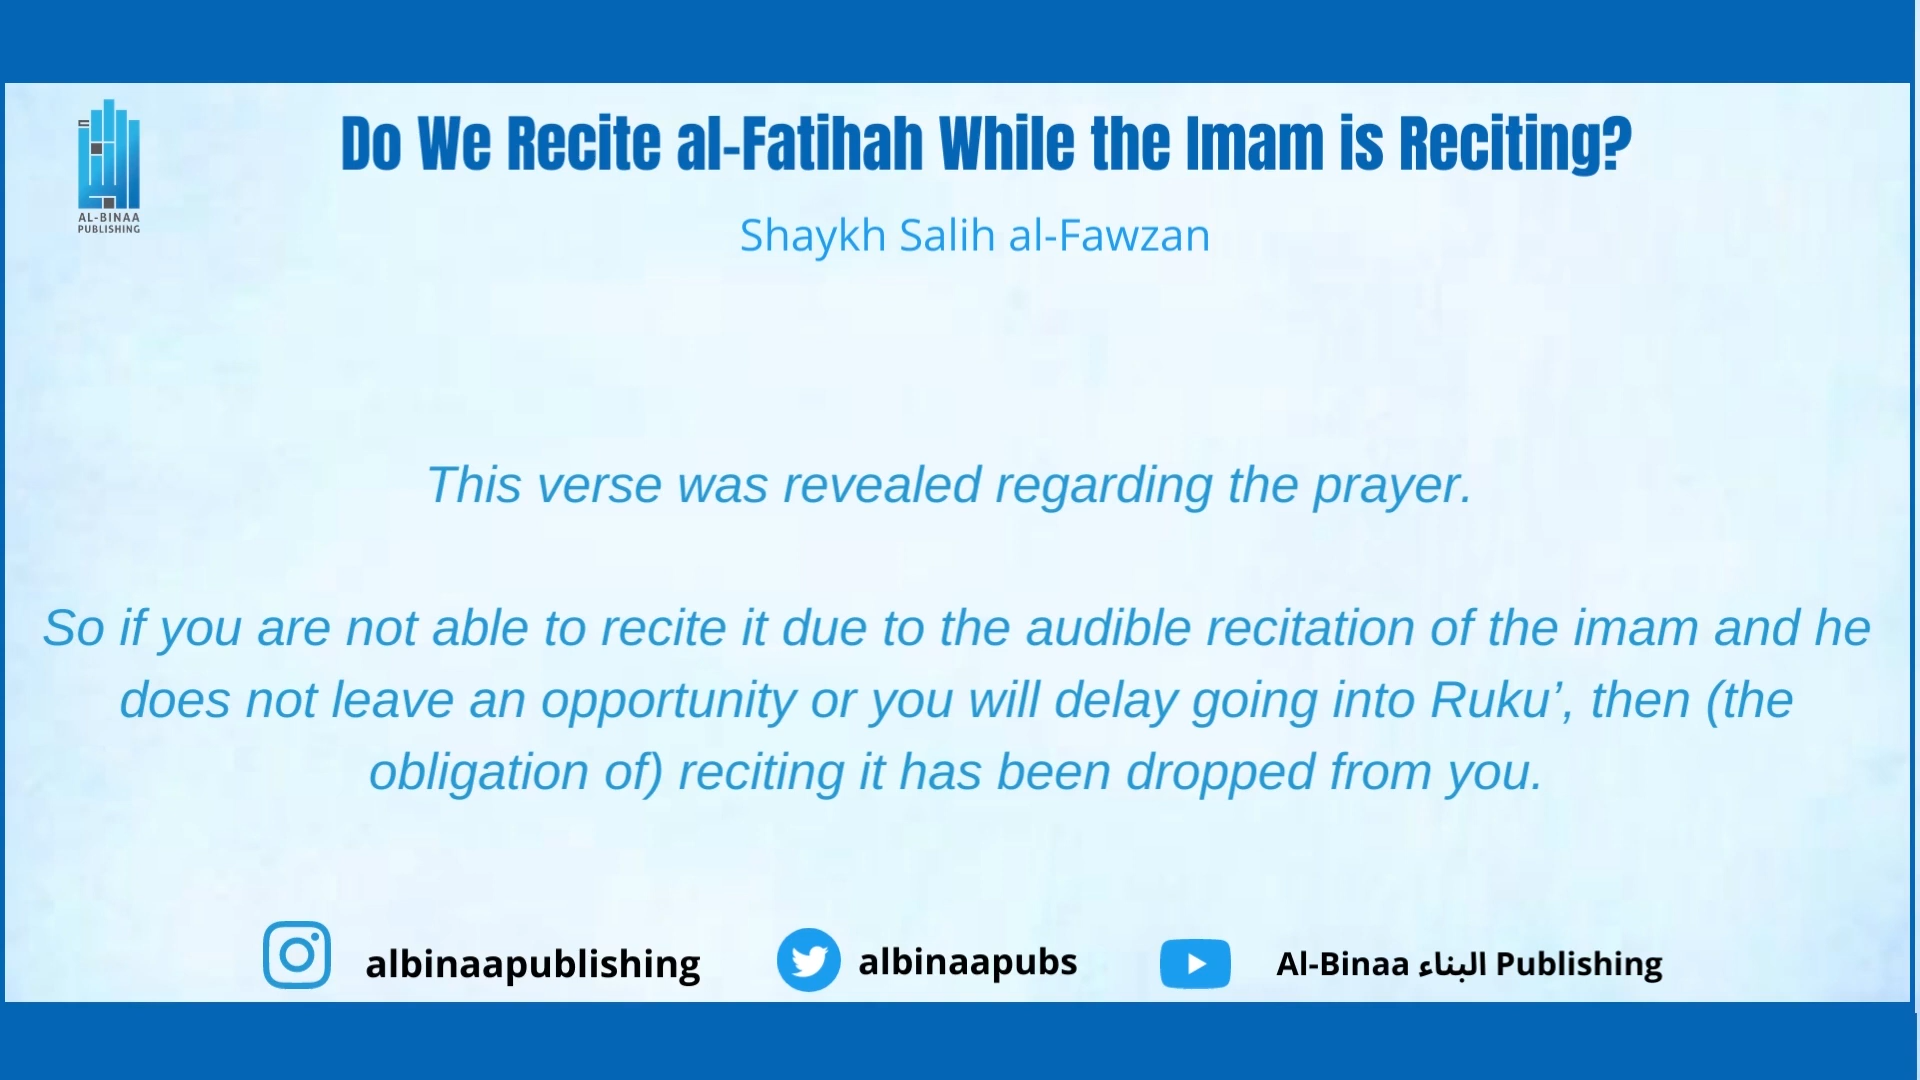 AL-BINAA
PUBLISHING
Do We Recite al-Fatihah While the Imam is Reciting?
Shaykh Salih al-Fawzan
This verse was revealed regarding the prayer.
So if you are not able to recite it due to the audible recitation of the imam and he
does not leave an opportunity or you will delay going into Ruku’, then (the
obligation of) reciting it has been dropped from you.
albinaapublishing
albinaapubs
Al-Binaa البناء Publishing